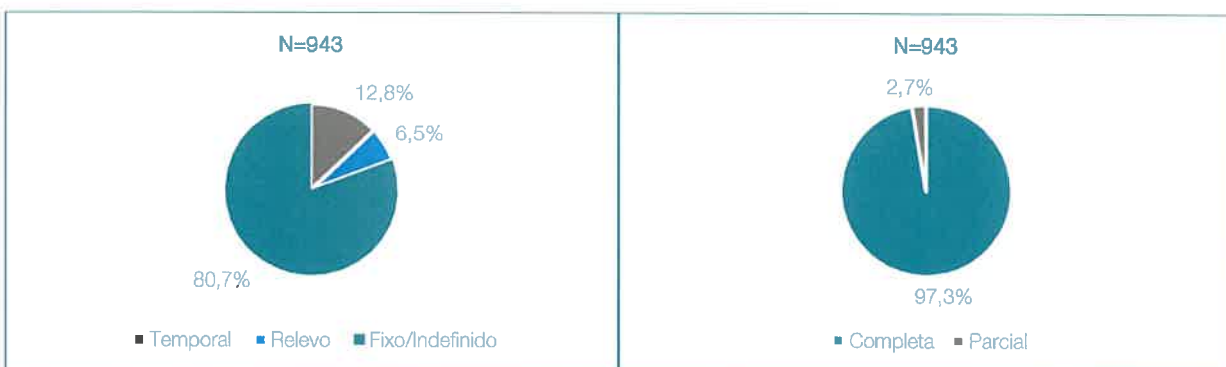 N=943
12,8%
6,5%
80,7%
Temporal Relevo Fixo/Indefinido
N=943
2,7%
97,3%
Completa Parcial